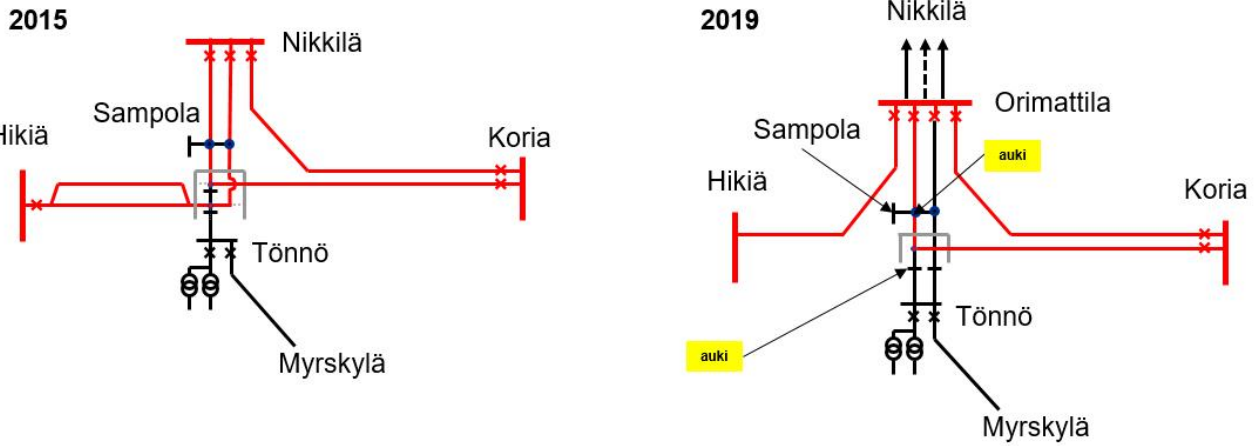 2015
Nikkilä
Sampola
Hikiä
Koria
Tönnö
Myrskylä
2019
Nikkilä
Orimattila
Sampola
auki
Hikiä
Koria
Tönnö
auki
Myrskylä